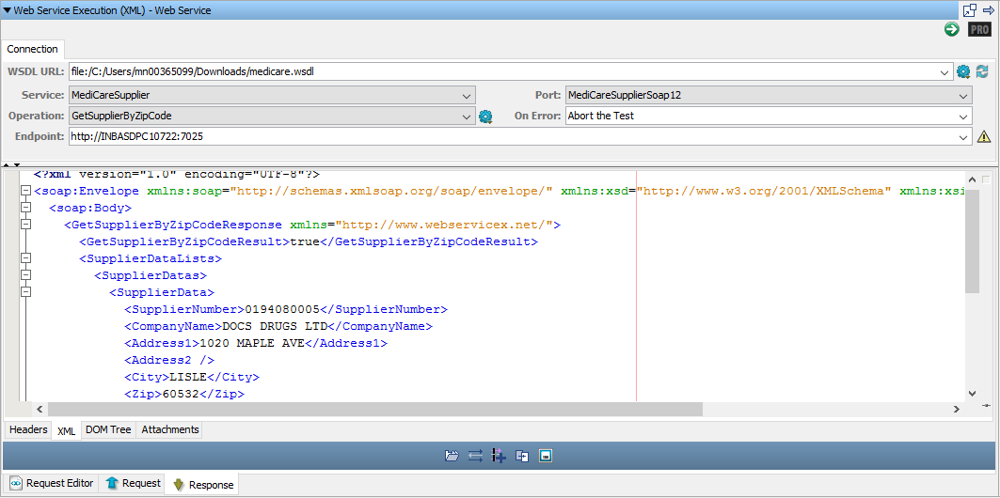 Web Service Execution (XML) - Web Service
PRO
Connection
WSDL URL: file:/C:/Users/mn00365099/Downloads/medicare.wsdl
Service: MediCareSupplier Port: MediCareSupplierSoap12
Operation: GetSupplierByZipCode On Error: Abort the Test
Endpoint: http://INBASDPC10722:7025
<?xml version="1.0" encoding="UTF-8"?>
<soap:Envelope xmlns:soap="http://schemas.xmlsoap.org/soap/envelope/" xmlns:xsd="http://www.w3.org/2001/XMLSchema" xmlns:xsi
<soap:Body>
<GetSupplierByZipCodeResponse xmlns="http://www.webservicex.net/">
<GetSupplierByZipCodeResult>true</GetSupplierByZipCodeResult>
<SupplierDataLists>
<SupplierDatas>
<SupplierData>
<SupplierNumber>0194080005</SupplierNumber>
<CompanyName>DOCS DRUGS LTD</CompanyName>
<Address1>1020 MAPLE AVE</Address1>
<Address2 />
<City>LISLE</City>
<Zip>60532</Zip>
Headers XML DOM Tree Attachments
Request Editor Request Response